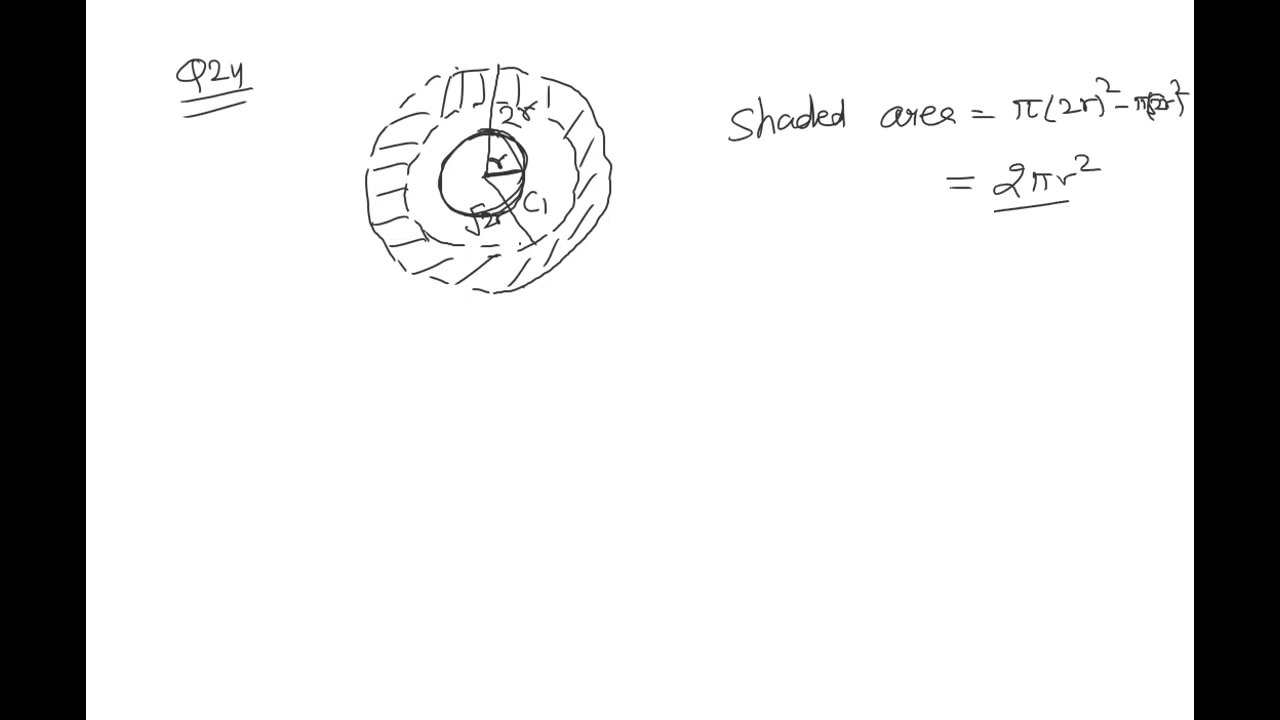 Q24
2r
r
C₁
√2r
Shaded area = π(2r)² - π(√2r)²
= 2πr²